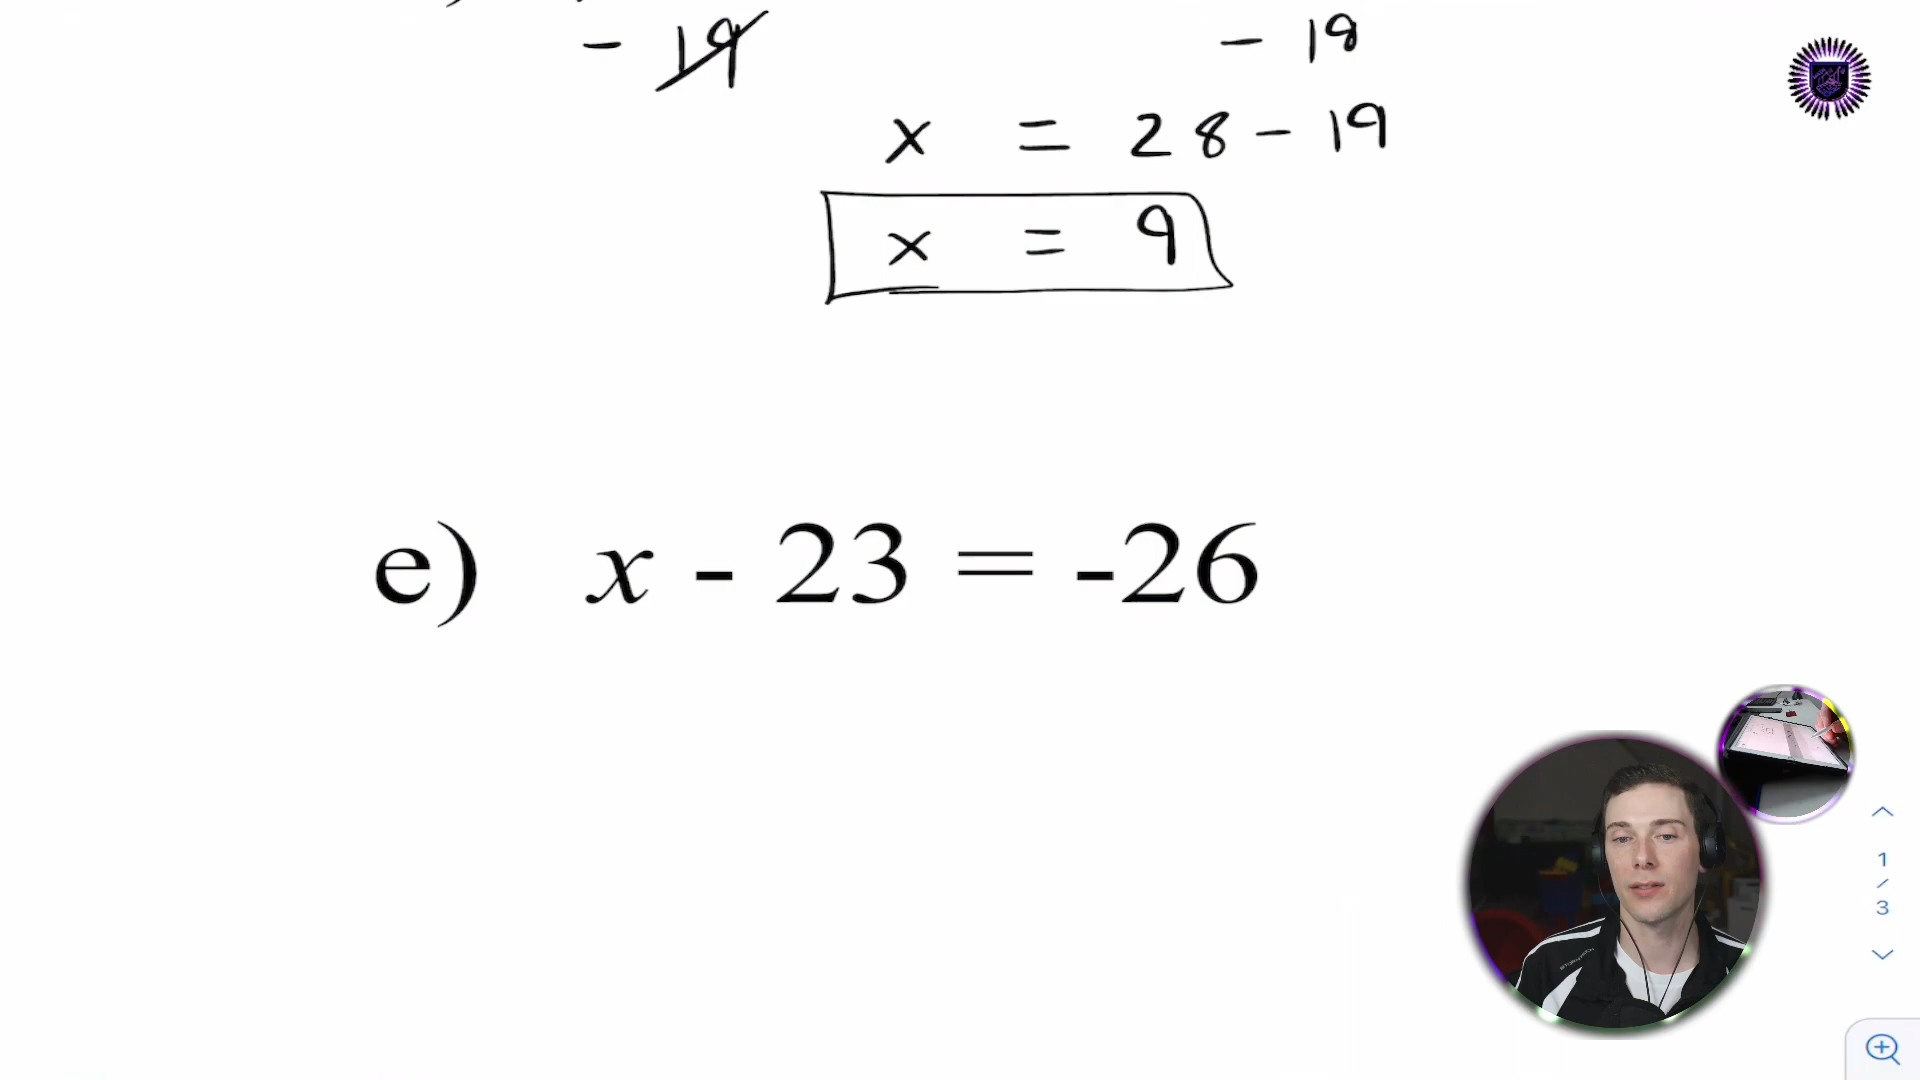 - 19 - 19
x = 28 - 19
x = 9
e) x - 23 = -26
1
/
3